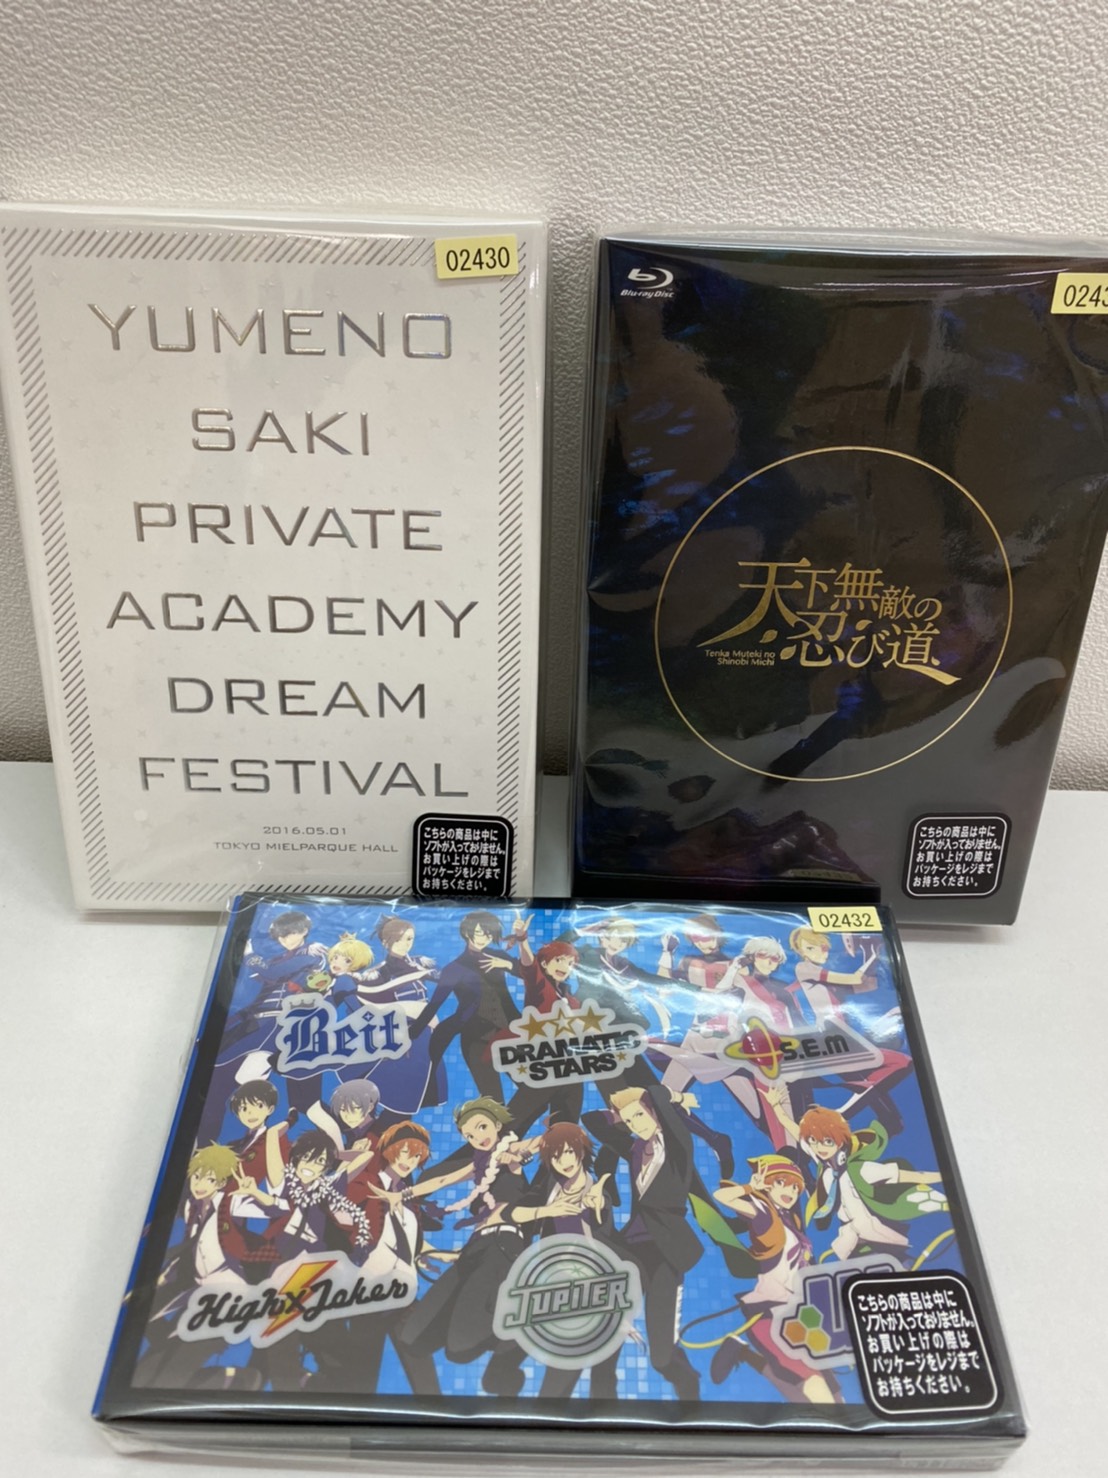 02430
YUMENO
SAKI
PRIVATE
ACADEMY
DREAM
FESTIVAL
2016.05.01
TOKYO MIELPARQUE HALL
こちらの商品は中に
ソフトが入っておりません。
お買い上げの際は
パッケージをレジまで
お持ちください。
Blu-ray Disc
0243
天下無敵の
忍び道
Tenka Muteki no
Shinobi Michi
こちらの商品は中に
ソフトが入っておりません。
お買い上げの際は
パッケージをレジまで
お持ちください。
02432
Beit
DRAMATIC
STARS
S.E.M
High×Joker
JUPITER
こちらの商品は中に
ソフトが入っておりません。
お買い上げの際は
パッケージをレジまで
お持ちください。